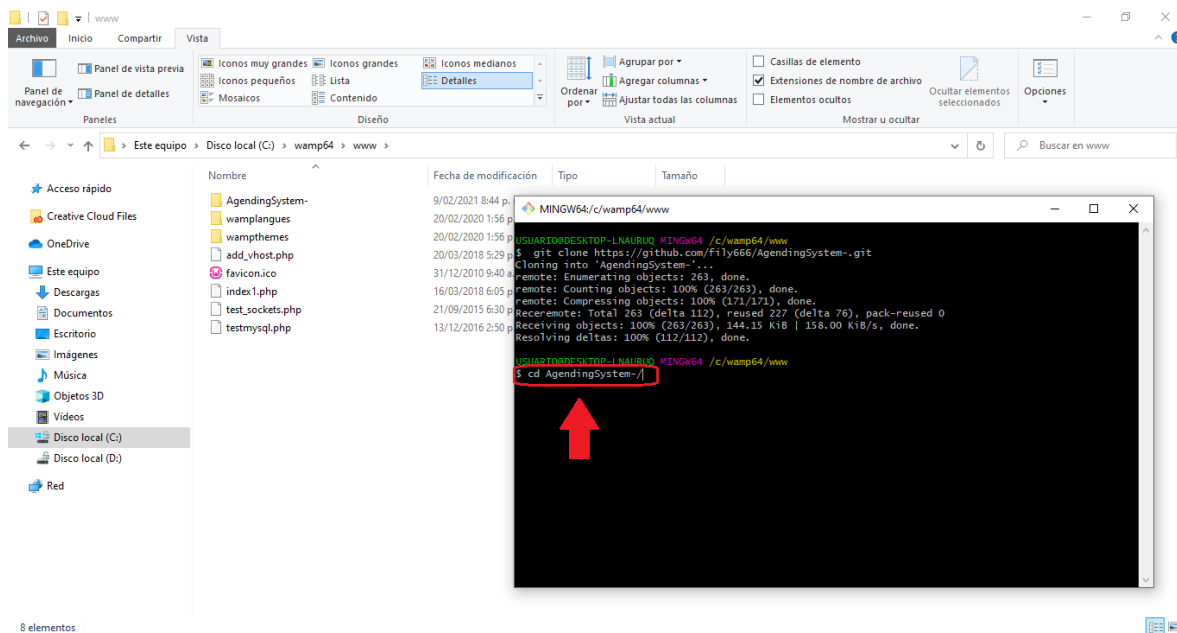 www
Archivo Inicio Compartir Vista
Panel de navegación
Panel de vista previa
Panel de detalles
Paneles
Iconos muy grandes Iconos grandes Iconos medianos
Iconos pequeños Lista Detalles
Mosaicos Contenido
Diseño
Ordenar por
Agrupar por
Agregar columnas
Ajustar todas las columnas
Vista actual
Casillas de elemento
Extensiones de nombre de archivo
Elementos ocultos
Ocultar elementos seleccionados
Mostrar u ocultar
Opciones
Este equipo > Disco local (C:) > wamp64 > www >
Buscar en www
Acceso rápido
Creative Cloud Files
OneDrive
Este equipo
Descargas
Documentos
Escritorio
Imágenes
Música
Objetos 3D
Vídeos
Disco local (C:)
Disco local (D:)
Red
Nombre Fecha de modificación Tipo Tamaño
AgendingSystem- 9/02/2021 8:44 p.
wamplangues 20/02/2020 1:56 p
wampthemes 20/02/2020 1:56 p
add_vhost.php 20/03/2018 5:29 p
favicon.ico 31/12/2010 9:40 a.
index1.php 16/03/2018 6:05 p
test_sockets.php 21/09/2015 6:30 p
testmysql.php 13/12/2016 2:50 p
MINGW64:/c/wamp64/www
USUARIO@DESKTOP-LNAURUQ MINGW64 /c/wamp64/www
$ git clone https://github.com/fily666/AgendingSystem-.git
Cloning into 'AgendingSystem-'...
remote: Enumerating objects: 263, done.
remote: Counting objects: 100% (263/263), done.
remote: Compressing objects: 100% (171/171), done.
Receremote: Total 263 (delta 112), reused 227 (delta 76), pack-reused 0
Receiving objects: 100% (263/263), 144.15 KiB | 158.00 KiB/s, done.
Resolving deltas: 100% (112/112), done.
USUARIO@DESKTOP-LNAURUQ MINGW64 /c/wamp64/www
$ cd AgendingSystem-/
8 elementos